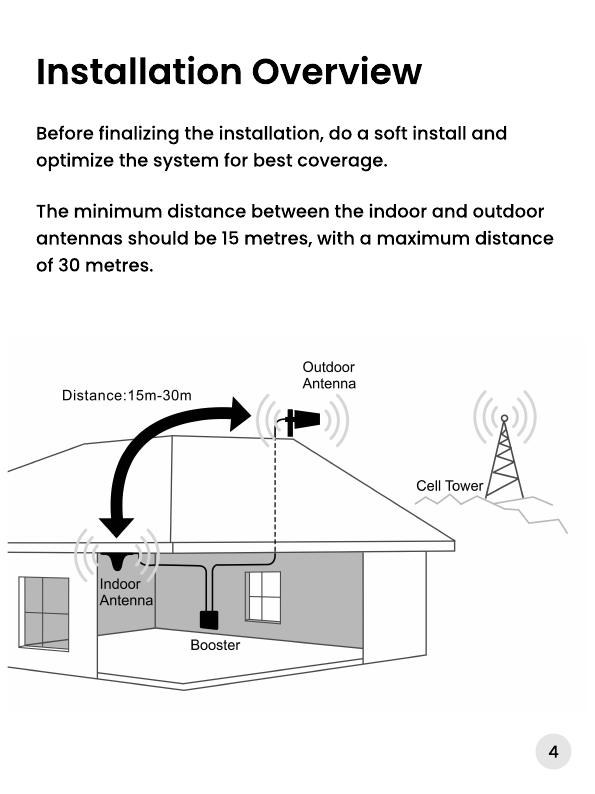 Installation Overview
Before finalizing the installation, do a soft install and
optimize the system for best coverage.
The minimum distance between the indoor and outdoor
antennas should be 15 metres, with a maximum distance
of 30 metres.
Outdoor
Antenna
Distance:15m-30m
Cell Tower
Indoor
Antenna
Booster
4